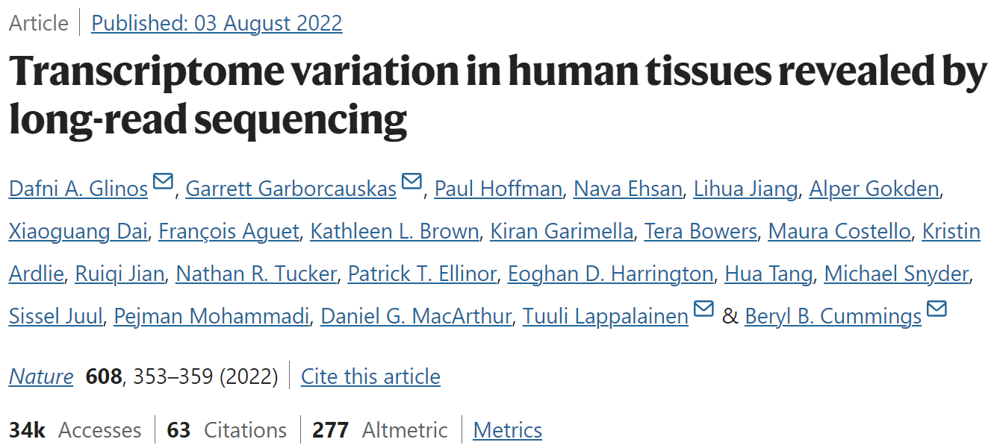 Article Published: 03 August 2022
Transcriptome variation in human tissues revealed by
long-read sequencing
Dafni A. Glinos, Garrett Garborcauskas, Paul Hoffman, Nava Ehsan, Lihua Jiang, Alper Gokden,
Xiaoguang Dai, François Aguet, Kathleen L. Brown, Kiran Garimella, Tera Bowers, Maura Costello, Kristin
Ardlie, Ruiqi Jian, Nathan R. Tucker, Patrick T. Ellinor, Eoghan D. Harrington, Hua Tang, Michael Snyder,
Sissel Juul, Pejman Mohammadi, Daniel G. MacArthur, Tuuli Lappalainen & Beryl B. Cummings
Nature 608, 353–359 (2022) Cite this article
34k Accesses 63 Citations 277 Altmetric Metrics